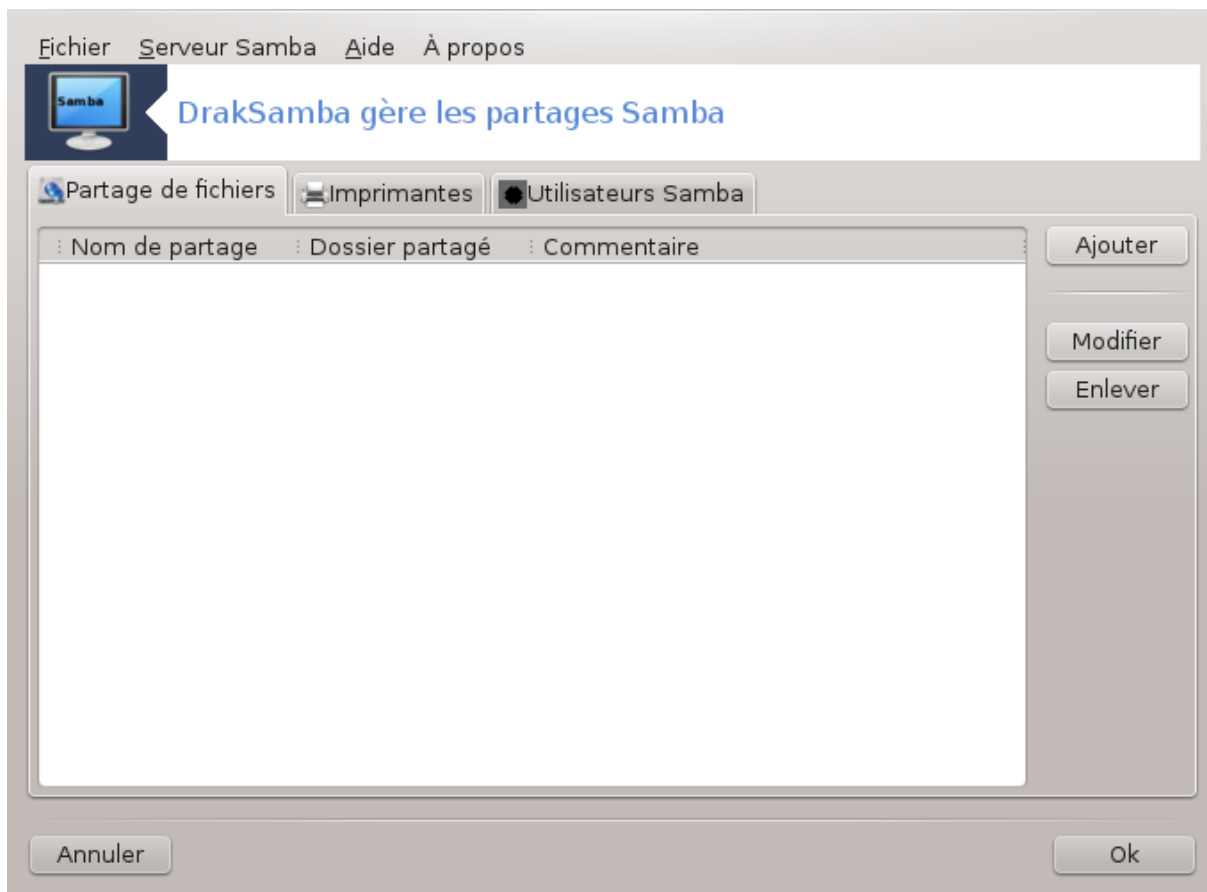 Fichier Serveur Samba Aide À propos
Samba
DrakSamba gère les partages Samba
Partage de fichiers Imprimantes Utilisateurs Samba
Nom de partage Dossier partagé Commentaire
Ajouter
Modifier
Enlever
Annuler Ok